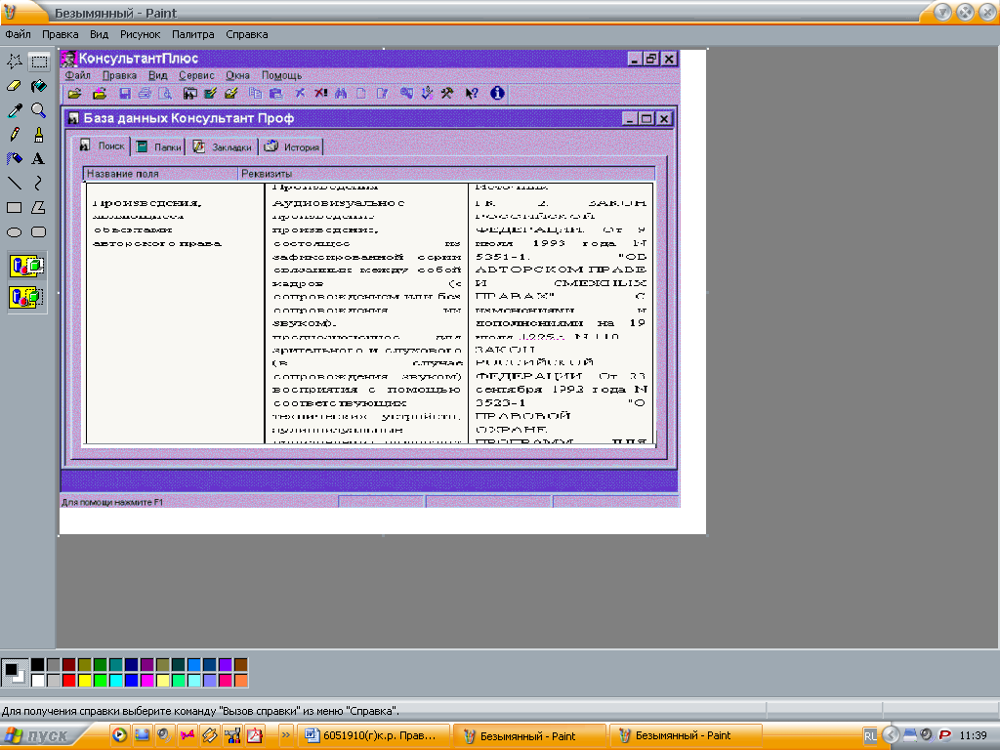 Безымянный - Paint
Файл Правка Вид Рисунок Палитра Справка
КонсультантПлюс
Файл Правка Вид Сервис Окна Помощь
База данных Консультант Проф
Поиск Папки Закладки История
Название поля Реквизиты
Произведения,
являющиеся
объектами
авторского права
Произведения
Аудиовизуальное
произведение
произведение,
состоящее из
зафиксированной серии
связанных между собой
кадров (с
сопровождением или без
сопровождения их
звуком),
предназначенное для
зрительного и слухового
(в случае
сопровождения звуком)
восприятия с помощью
соответствующих
технических устройств,
аудиовизуальные
Источник
2. ЗАКОН
РОССИЙСКОЙ
ФЕДЕРАЦИИ От 9
июля 1993 года N
5351-1. "ОБ
АВТОРСКОМ ПРАВЕ
И СМЕЖНЫХ
ПРАВАХ" С
изменениями и
дополнениями на 19
июля
ЗАКОН
РОССИЙСКОЙ
ФЕДЕРАЦИИ От 23
сентября 1992 года N
3523-1 "О
ПРАВОВОЙ
ОХРАНЕ
ПРОГРАММ ДЛЯ
Для помощи нажмите F1
Для получения справки выберите команду "Вызов справки" из меню "Справка".
пуск
6051910(г)к.р. Прав...
Безымянный - Paint
Безымянный - Paint
RL
11:39